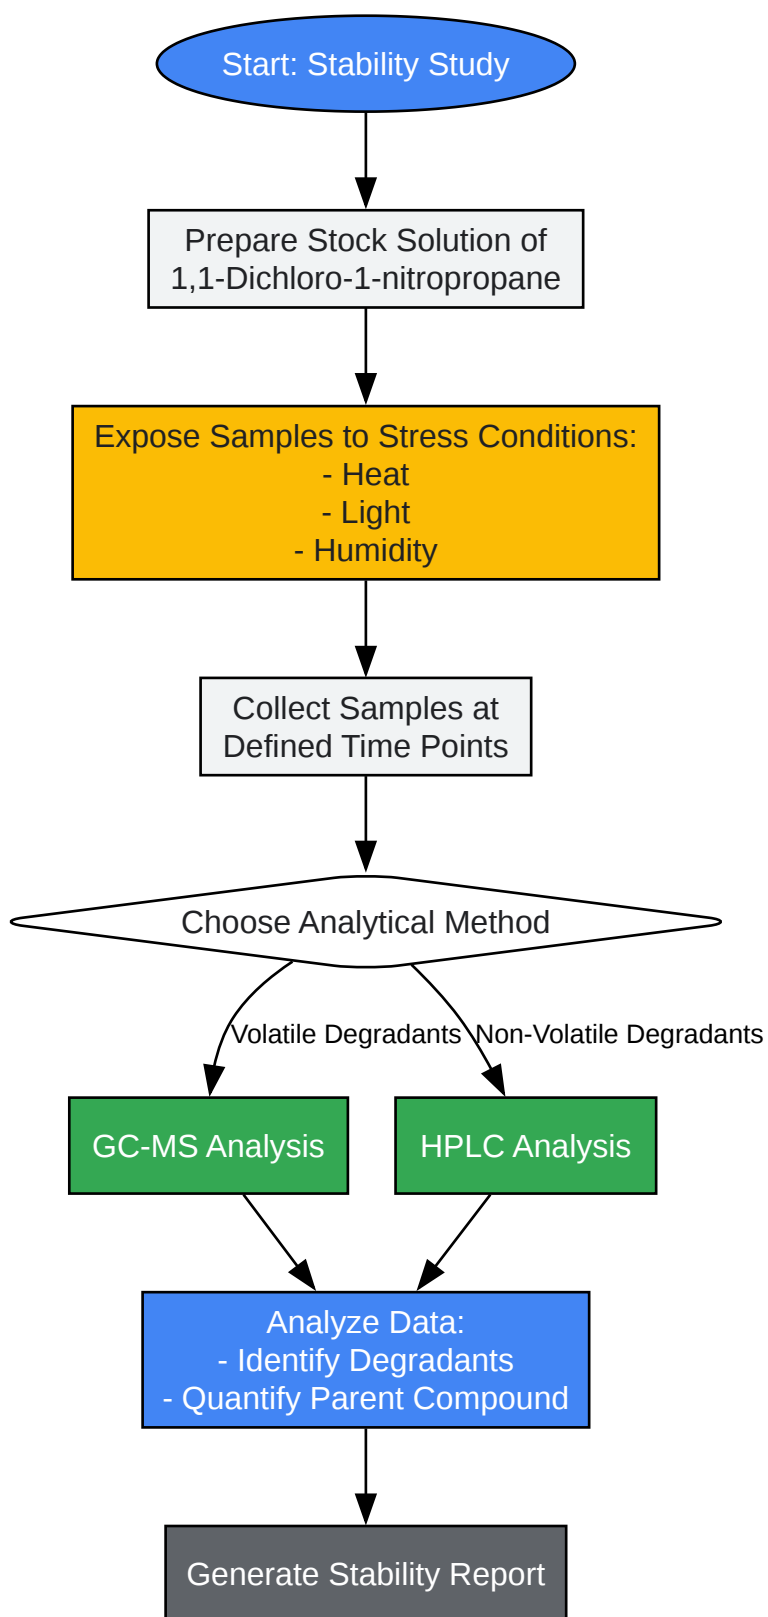 Start: Stability Study
Prepare Stock Solution of
1,1-Dichloro-1-nitropropane
Expose Samples to Stress Conditions:
- Heat
- Light
- Humidity
Collect Samples at
Defined Time Points
Choose Analytical Method
Volatile Degradants
Non-Volatile Degradants
GC-MS Analysis
HPLC Analysis
Analyze Data:
- Identify Degradants
- Quantify Parent Compound
Generate Stability Report